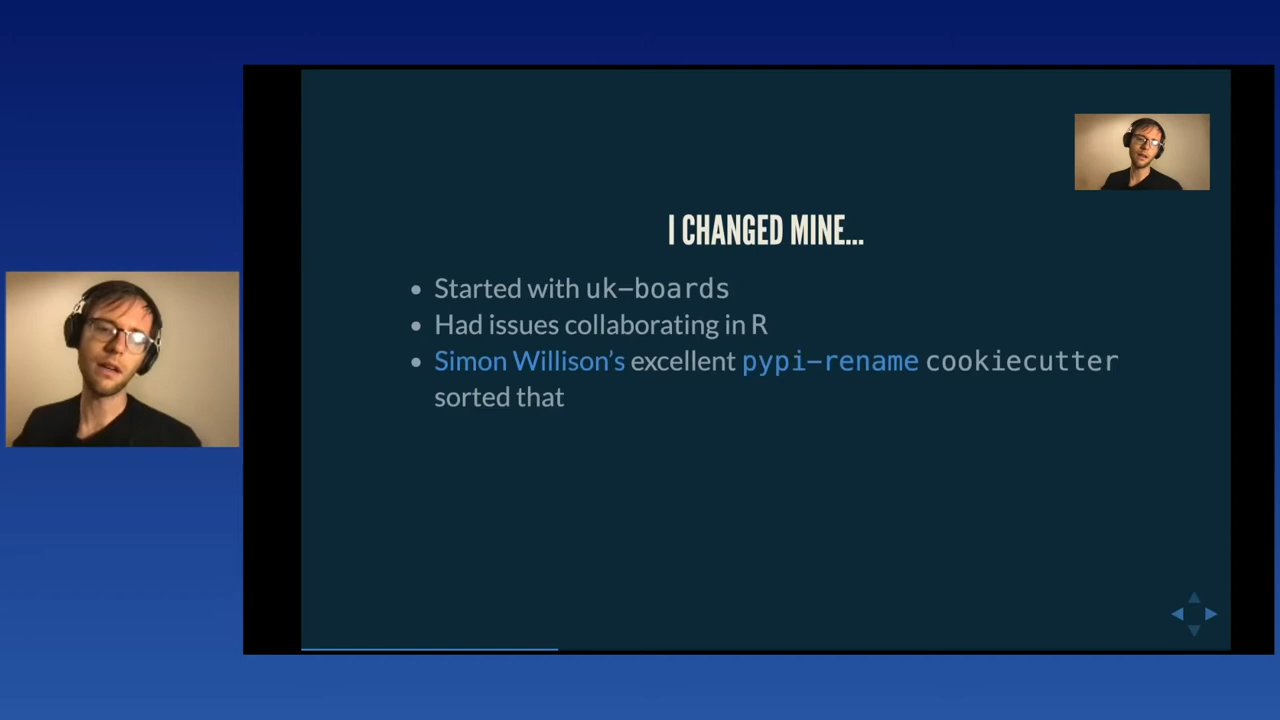 I CHANGED MINE...
Started with uk-boards
Had issues collaborating in R
Simon Willison’s excellent pypi-rename cookiecutter
sorted that